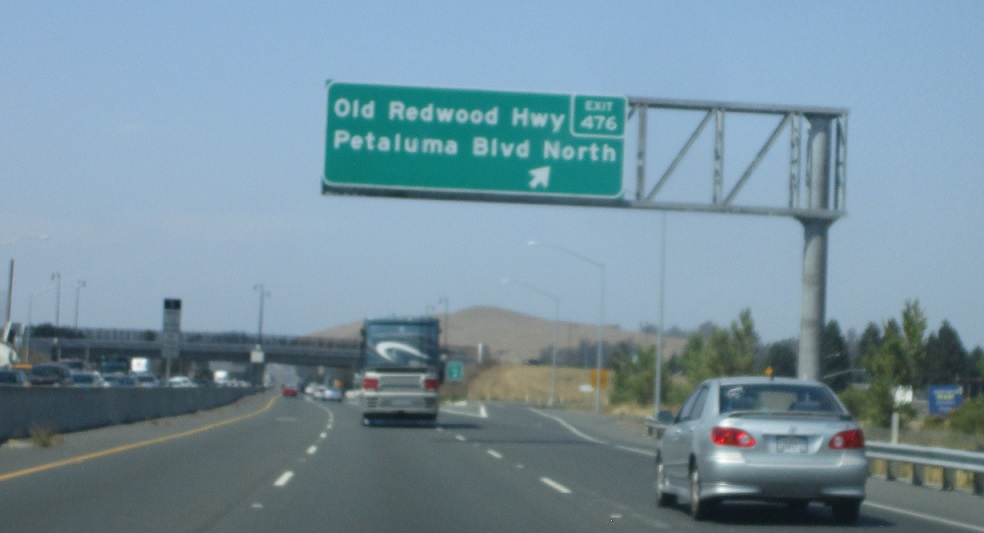 Old Redwood Hwy
Petaluma Blvd North
EXIT
476